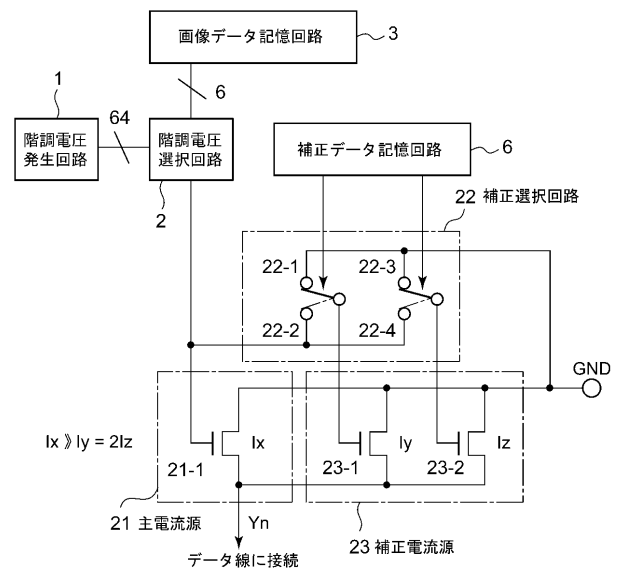 画像データ記憶回路
3
6
1
64
階調電圧
発生回路
階調電圧
選択回路
2
補正データ記憶回路
6
22 補正選択回路
22-1
22-3
22-2
22-4
GND
Ix 》 Iy = 2Iz
21-1
Ix
23-1
Iy
23-2
Iz
21 主電流源
Yn
23 補正電流源
データ線に接続